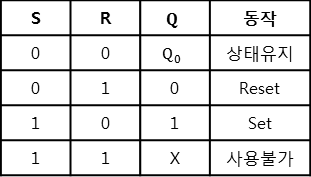 S R Q 동작
0 0 Q₀ 상태유지
0 1 0 Reset
1 0 1 Set
1 1 X 사용불가